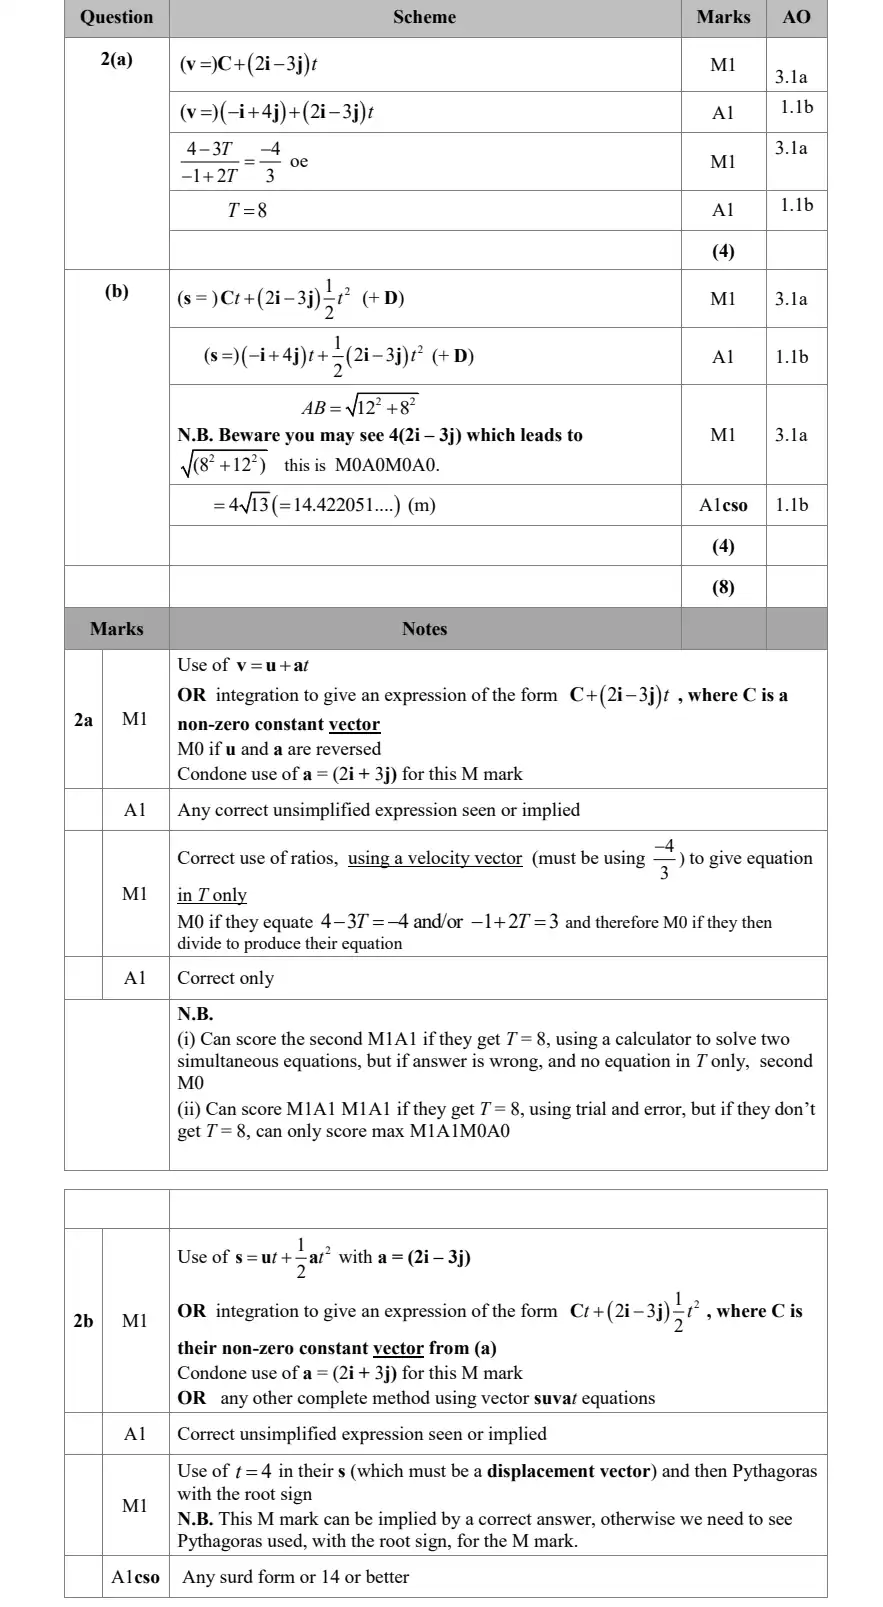 Question Scheme Marks AO
2(a) (v =)C+(2i−3j)t M1 3.1a
(v =)(−i+4j)+(2i−3j)t A1 1.1b
(4−3T)/(−1+2T) = −4/3 oe M1 3.1a
T = 8 A1 1.1b
(4)
(b) (s = )Ct+(2i−3j)½t² (+ D) M1 3.1a
(s =)(−i+4j)t+½(2i−3j)t² (+ D) A1 1.1b
AB = √(12²+8²)
N.B. Beware you may see 4(2i – 3j) which leads to M1 3.1a
√(8²+12²) this is M0A0M0A0.
= 4√13(=14.422051....) (m) A1cso 1.1b
(4)
(8)
Marks Notes
Use of v = u+at
OR integration to give an expression of the form C+(2i−3j)t , where C is a
2a M1 non-zero constant vector
M0 if u and a are reversed
Condone use of a = (2i + 3j) for this M mark
A1 Any correct unsimplified expression seen or implied
Correct use of ratios, using a velocity vector (must be using −4/3) to give equation
M1 in T only
M0 if they equate 4−3T = −4 and/or −1+2T = 3 and therefore M0 if they then
divide to produce their equation
A1 Correct only
N.B.
(i) Can score the second M1A1 if they get T = 8, using a calculator to solve two
simultaneous equations, but if answer is wrong, and no equation in T only, second
M0
(ii) Can score M1A1 M1A1 if they get T = 8, using trial and error, but if they don’t
get T = 8, can only score max M1A1M0A0
Use of s = ut+½at² with a = (2i – 3j)
OR integration to give an expression of the form Ct+(2i−3j)½t² , where C is
2b M1
their non-zero constant vector from (a)
Condone use of a = (2i + 3j) for this M mark
OR any other complete method using vector suvat equations
A1 Correct unsimplified expression seen or implied
Use of t = 4 in their s (which must be a displacement vector) and then Pythagoras
with the root sign
M1
N.B. This M mark can be implied by a correct answer, otherwise we need to see
Pythagoras used, with the root sign, for the M mark.
A1cso Any surd form or 14 or better